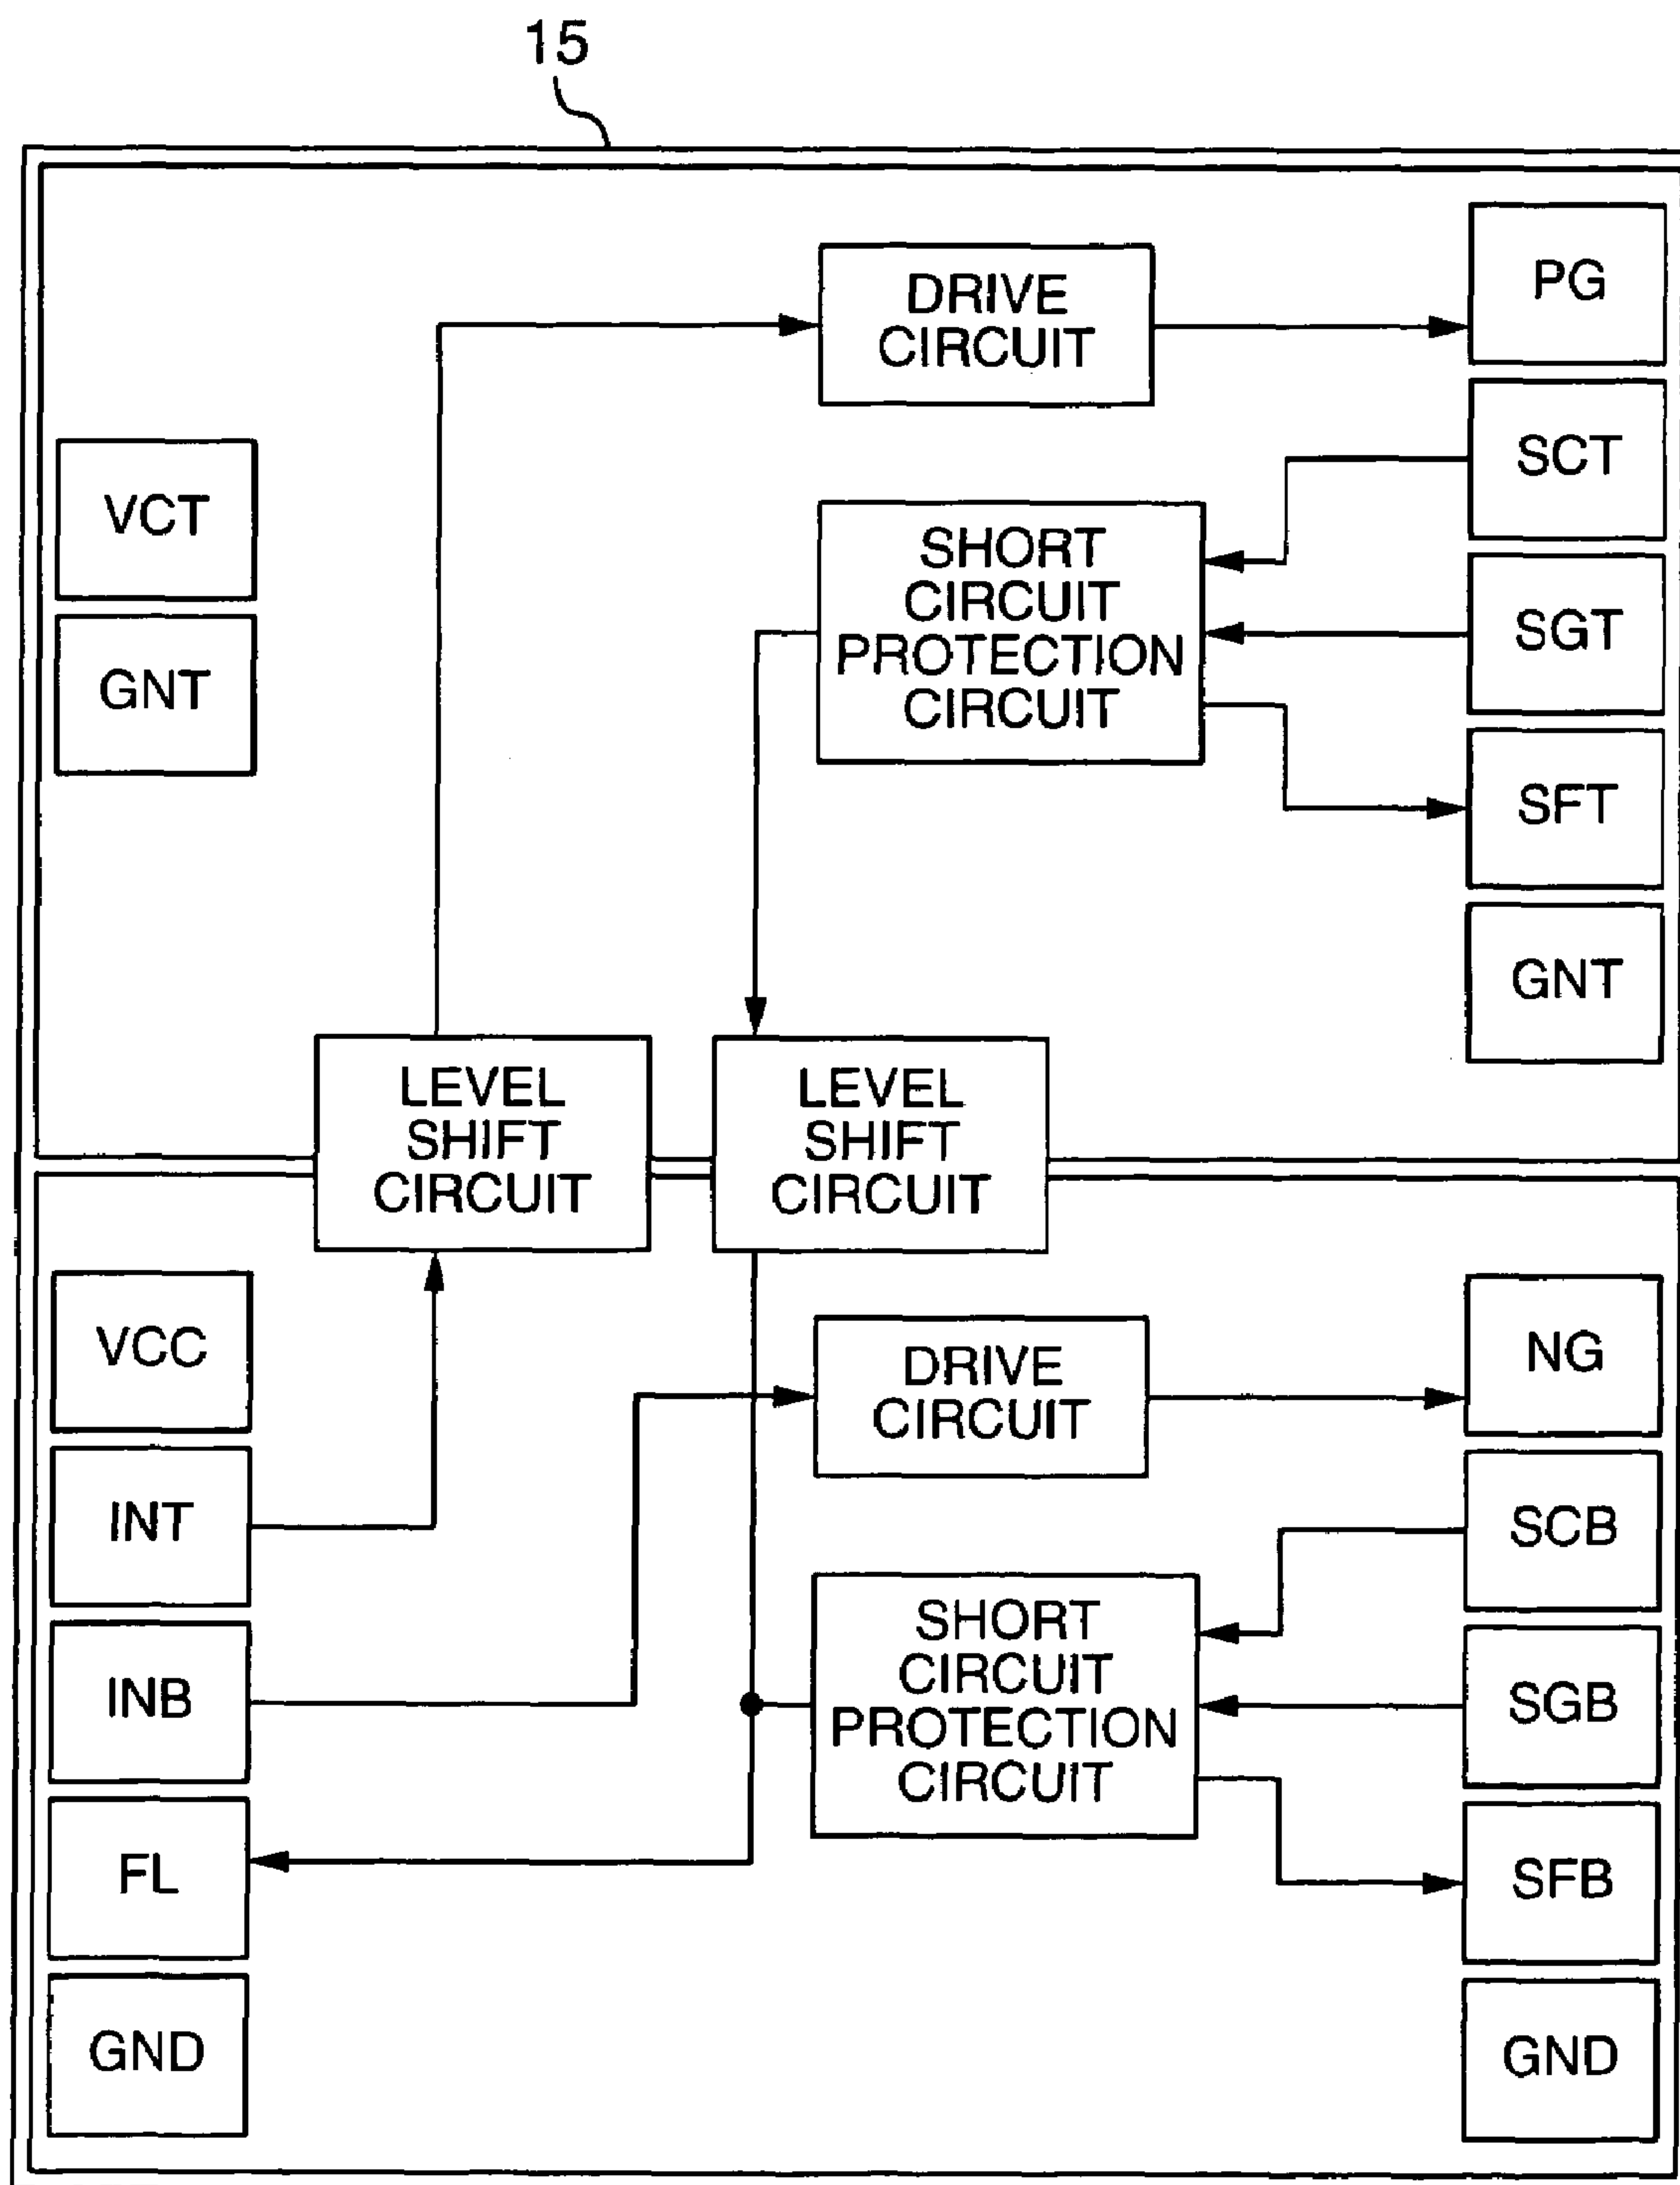 15
DRIVE
CIRCUIT
PG
SCT
VCT
SHORT
CIRCUIT
PROTECTION
CIRCUIT
SGT
GNT
SFT
GNT
LEVEL
SHIFT
CIRCUIT
LEVEL
SHIFT
CIRCUIT
VCC
DRIVE
CIRCUIT
NG
INT
SCB
INB
SHORT
CIRCUIT
PROTECTION
CIRCUIT
SGB
FL
SFB
GND
GND